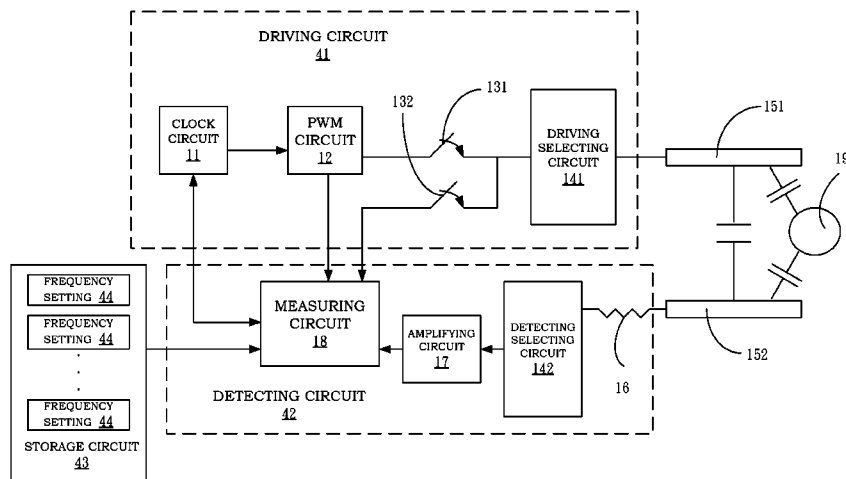 DRIVING CIRCUIT
41
CLOCK
CIRCUIT
11
PWM
CIRCUIT
12
132
131
DRIVING
SELECTING
CIRCUIT
141
151
19
FREQUENCY
SETTING 44
FREQUENCY
SETTING 44
FREQUENCY
SETTING 44
STORAGE CIRCUIT
43
MEASURING
CIRCUIT
18
AMPLIFYING
CIRCUIT
17
DETECTING
SELECTING
CIRCUIT
142
16
152
DETECTING CIRCUIT
42